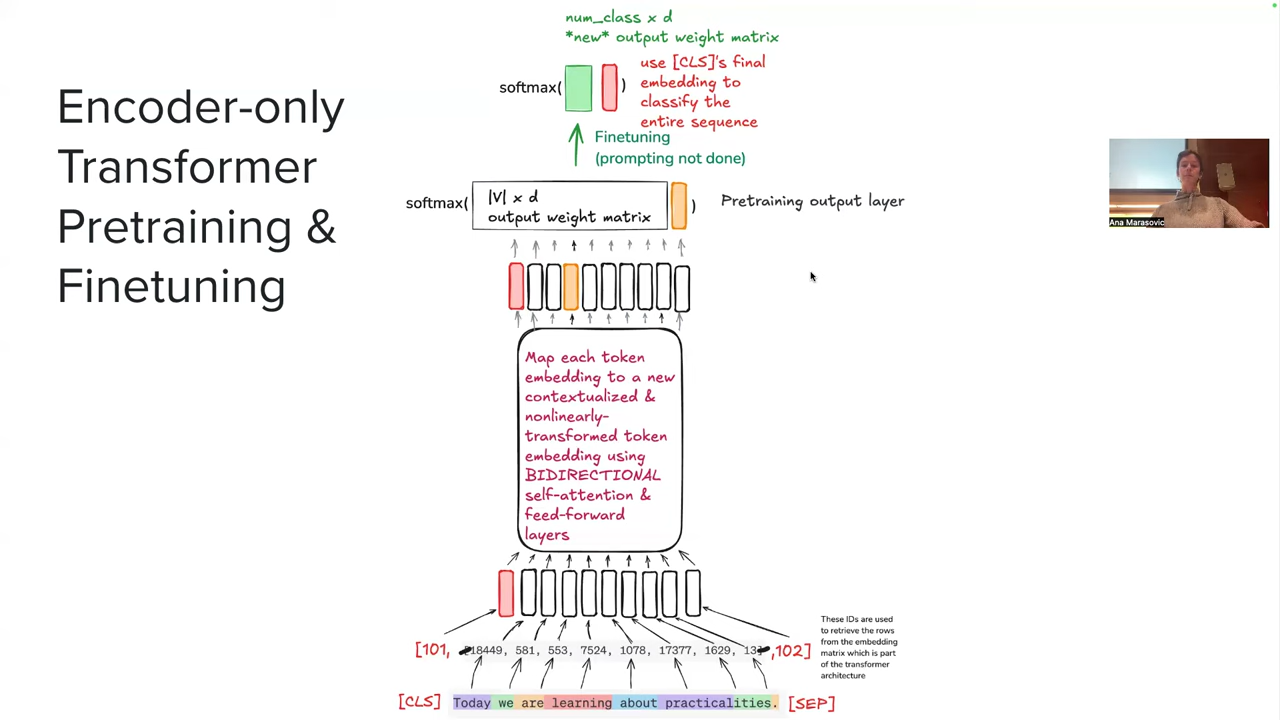 num_class x d
*new* output weight matrix
softmax(
)
use [CLS]'s final
embedding to
classify the
entire sequence
Encoder-only
Transformer
Pretraining &
Finetuning
Finetuning
(prompting not done)
softmax(
|V| x d
output weight matrix
)
Pretraining output layer
Ana Marasovic
Map each token
embedding to a new
contextualized &
nonlinearly-
transformed token
embedding using
BIDIRECTIONAL
self-attention &
feed-forward
layers
These IDs are used
to retrieve the rows
from the embedding
matrix which is part
of the transformer
architecture
[101, 18449, 581, 553, 7524, 1078, 17377, 1629, 13 ,102]
[CLS] Today we are learning about practicalities. [SEP]